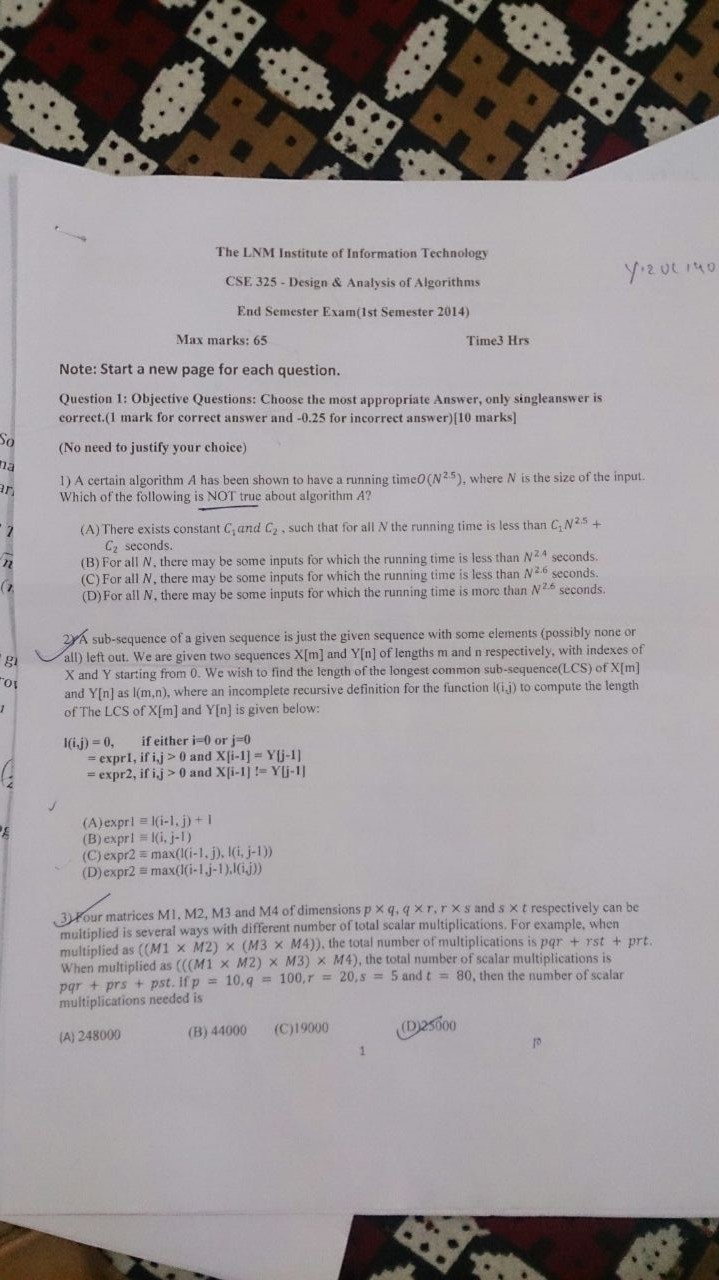 The LNM Institute of Information Technology
CSE 325 - Design & Analysis of Algorithms
End Semester Exam(1st Semester 2014)
Max marks: 65 Time3 Hrs
Note: Start a new page for each question.
Question 1: Objective Questions: Choose the most appropriate Answer, only singleanswer is
correct.(1 mark for correct answer and -0.25 for incorrect answer)[10 marks]
(No need to justify your choice)
1) A certain algorithm A has been shown to have a running timeO(N^2.5), where N is the size of the input.
Which of the following is NOT true about algorithm A?
(A) There exists constant C₁and C₂ , such that for all N the running time is less than C₁N^2.5 +
C₂ seconds.
(B) For all N, there may be some inputs for which the running time is less than N^2.4 seconds.
(C) For all N, there may be some inputs for which the running time is less than N^2.6 seconds.
(D) For all N, there may be some inputs for which the running time is more than N^2.6 seconds.
2) A sub-sequence of a given sequence is just the given sequence with some elements (possibly none or
all) left out. We are given two sequences X[m] and Y[n] of lengths m and n respectively, with indexes of
X and Y starting from 0. We wish to find the length of the longest common sub-sequence(LCS) of X[m]
and Y[n] as l(m,n), where an incomplete recursive definition for the function l(i,j) to compute the length
of The LCS of X[m] and Y[n] is given below:
l(i,j) = 0, if either i=0 or j=0
= expr1, if i,j > 0 and X[i-1] = Y[j-1]
= expr2, if i,j > 0 and X[i-1] != Y[j-1]
(A) expr1 ≡ l(i-1, j) + 1
(B) expr1 ≡ l(i, j-1)
(C) expr2 ≡ max(l(i-1, j), l(i, j-1))
(D) expr2 ≡ max(l(i-1,j-1),l(i,j))
3) Four matrices M1, M2, M3 and M4 of dimensions p × q, q × r, r × s and s × t respectively can be
multiplied is several ways with different number of total scalar multiplications. For example, when
multiplied as ((M1 × M2) × (M3 × M4)), the total number of multiplications is pqr + rst + prt.
When multiplied as (((M1 × M2) × M3) × M4), the total number of scalar multiplications is
pqr + prs + pst. If p = 10, q = 100, r = 20, s = 5 and t = 80, then the number of scalar
multiplications needed is
(A) 248000 (B) 44000 (C)19000 (D)25000
1